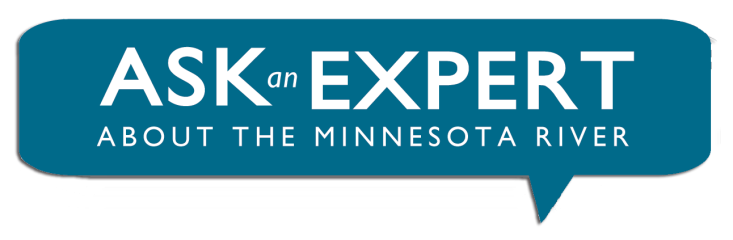 ASK an EXPERT
ABOUT THE MINNESOTA RIVER